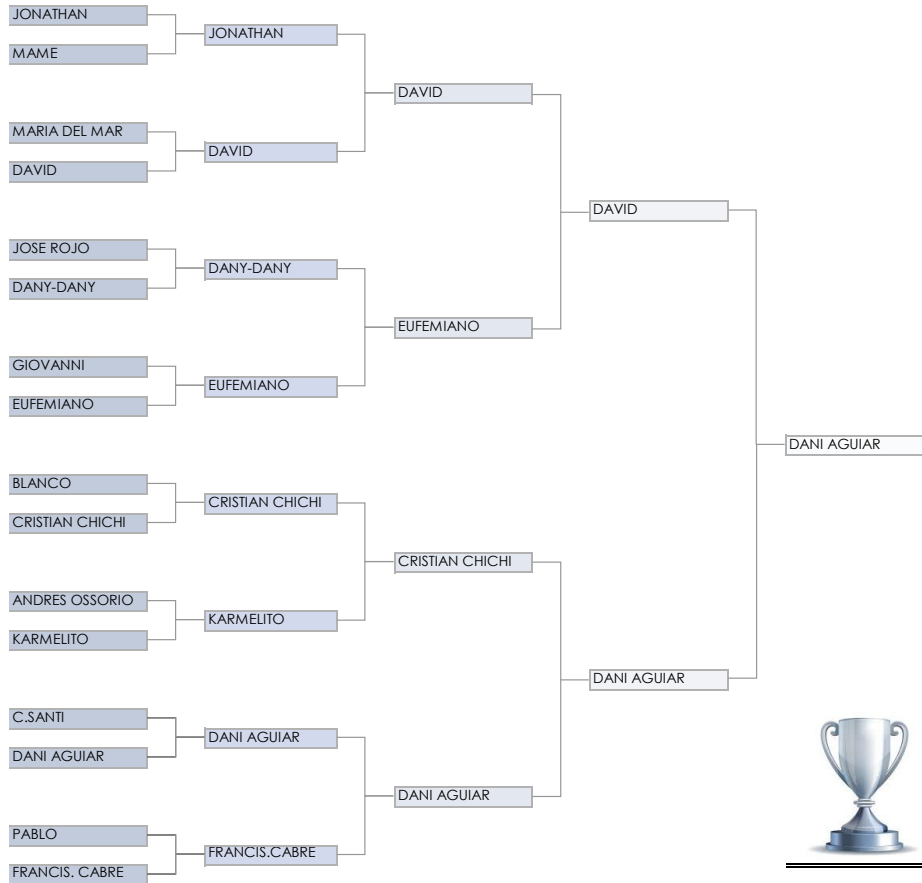 JONATHAN
MAME
MARIA DEL MAR
DAVID
JOSE ROJO
DANY-DANY
GIOVANNI
EUFEMIANO
BLANCO
CRISTIAN CHICHI
ANDRES OSSORIO
KARMELITO
C.SANTI
DANI AGUIAR
PABLO
FRANCIS. CABRE
JONATHAN
DAVID
DANY-DANY
EUFEMIANO
CRISTIAN CHICHI
KARMELITO
DANI AGUIAR
FRANCIS.CABRE
DAVID
EUFEMIANO
CRISTIAN CHICHI
DANI AGUIAR
DAVID
DANI AGUIAR
DANI AGUIAR